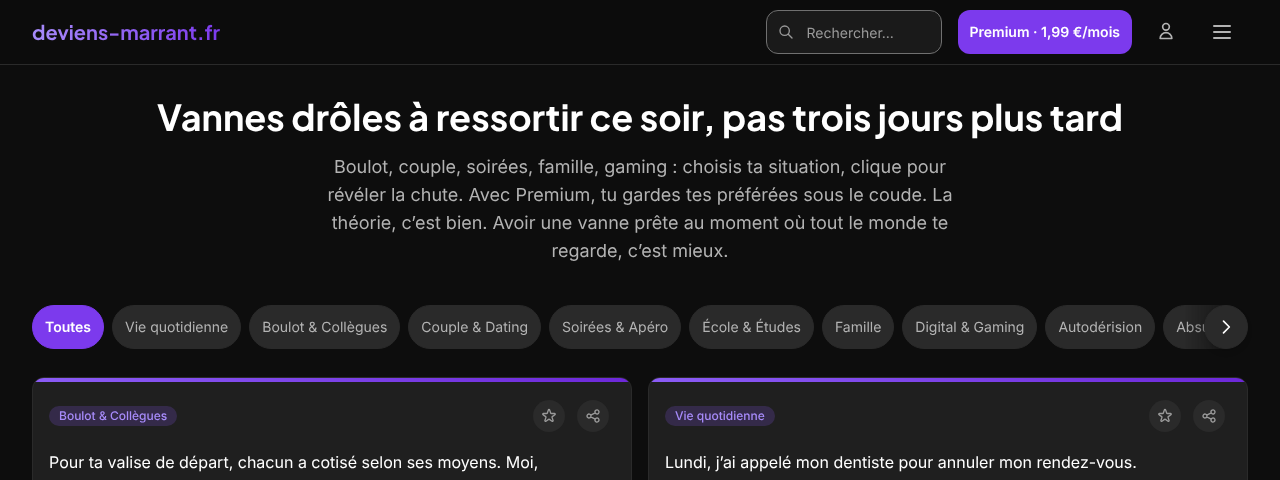 deviens-marrant.fr
Rechercher...
Premium · 1,99 €/mois
Vannes drôles à ressortir ce soir, pas trois jours plus tard
Boulot, couple, soirées, famille, gaming : choisis ta situation, clique pour
révéler la chute. Avec Premium, tu gardes tes préférées sous le coude. La
théorie, c’est bien. Avoir une vanne prête au moment où tout le monde te
regarde, c’est mieux.
Toutes
Vie quotidienne
Boulot & Collègues
Couple & Dating
Soirées & Apéro
École & Études
Famille
Digital & Gaming
Autodérision
Boulot & Collègues
Vie quotidienne
Pour ta valise de départ, chacun a cotisé selon ses moyens. Moi,
Lundi, j’ai appelé mon dentiste pour annuler mon rendez-vous.